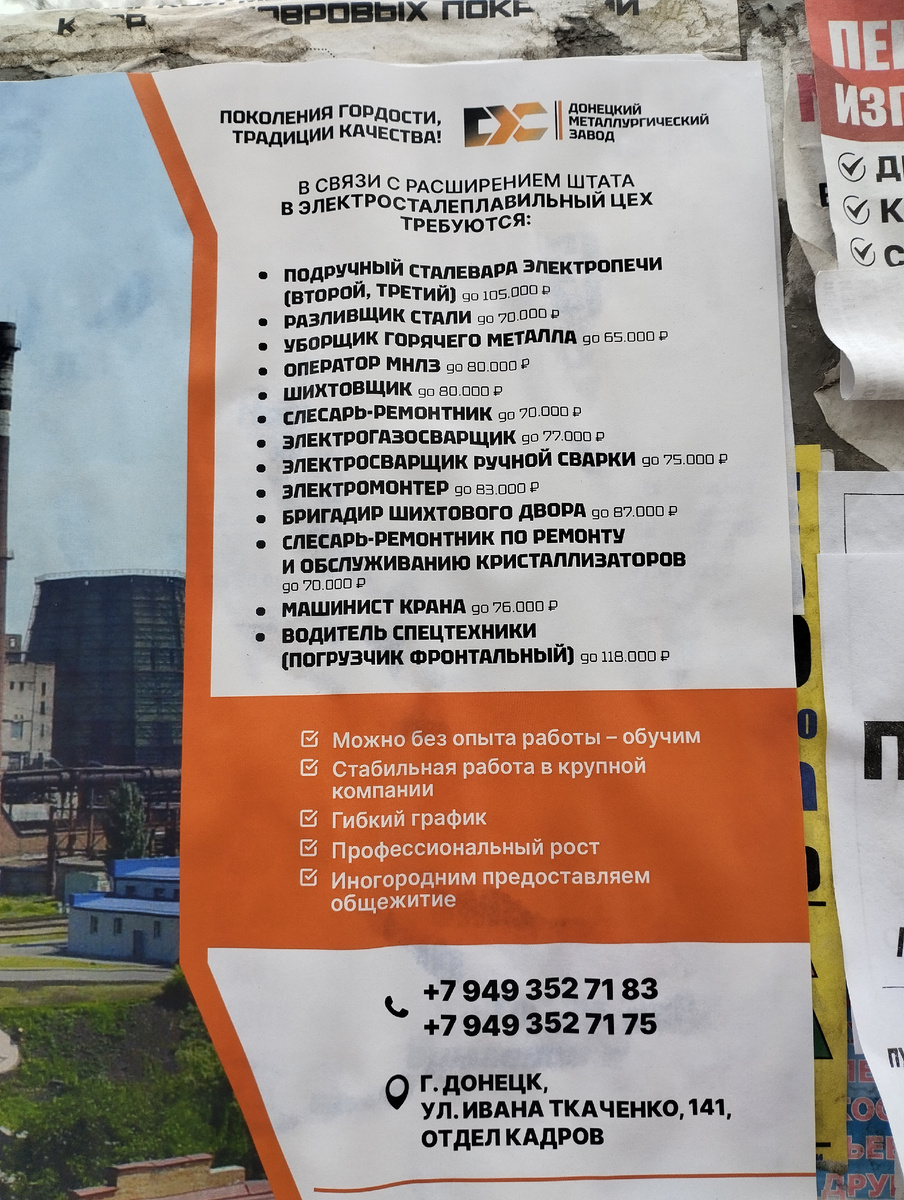 ПОКОЛЕНИЯ ГОРДОСТИ,
ТРАДИЦИИ КАЧЕСТВА!
ДОНЕЦКИЙ
МЕТАЛЛУРГИЧЕСКИЙ
ЗАВОД
В СВЯЗИ С РАСШИРЕНИЕМ ШТАТА
В ЭЛЕКТРОСТАЛЕПЛАВИЛЬНЫЙ ЦЕХ
ТРЕБУЮТСЯ:
• ПОДРУЧНЫЙ СТАЛЕВАРА ЭЛЕКТРОПЕЧИ
(ВТОРОЙ, ТРЕТИЙ) до 105.000 ₽
• РАЗЛИВЩИК СТАЛИ до 70.000 ₽
• УБОРЩИК ГОРЯЧЕГО МЕТАЛЛА до 65.000 ₽
• ОПЕРАТОР МНЛЗ до 80.000 ₽
• ШИХТОВЩИК до 80.000 ₽
• СЛЕСАРЬ-РЕМОНТНИК до 70.000 ₽
• ЭЛЕКТРОГАЗОСВАРЩИК до 77.000 ₽
• ЭЛЕКТРОСВАРЩИК РУЧНОЙ СВАРКИ до 75.000 ₽
• ЭЛЕКТРОМОНТЕР до 83.000 ₽
• БРИГАДИР ШИХТОВОГО ДВОРА до 87.000 ₽
• СЛЕСАРЬ-РЕМОНТНИК ПО РЕМОНТУ
И ОБСЛУЖИВАНИЮ КРИСТАЛЛИЗАТОРОВ
до 70.000 ₽
• МАШИНИСТ КРАНА до 76.000 ₽
• ВОДИТЕЛЬ СПЕЦТЕХНИКИ
(ПОГРУЗЧИК ФРОНТАЛЬНЫЙ) до 118.000 ₽
Можно без опыта работы – обучим
Стабильная работа в крупной
компании
Гибкий график
Профессиональный рост
Иногородним предоставляем
общежитие
+7 949 352 71 83
+7 949 352 71 75
Г. ДОНЕЦК,
УЛ. ИВАНА ТКАЧЕНКО, 141,
ОТДЕЛ КАДРОВ